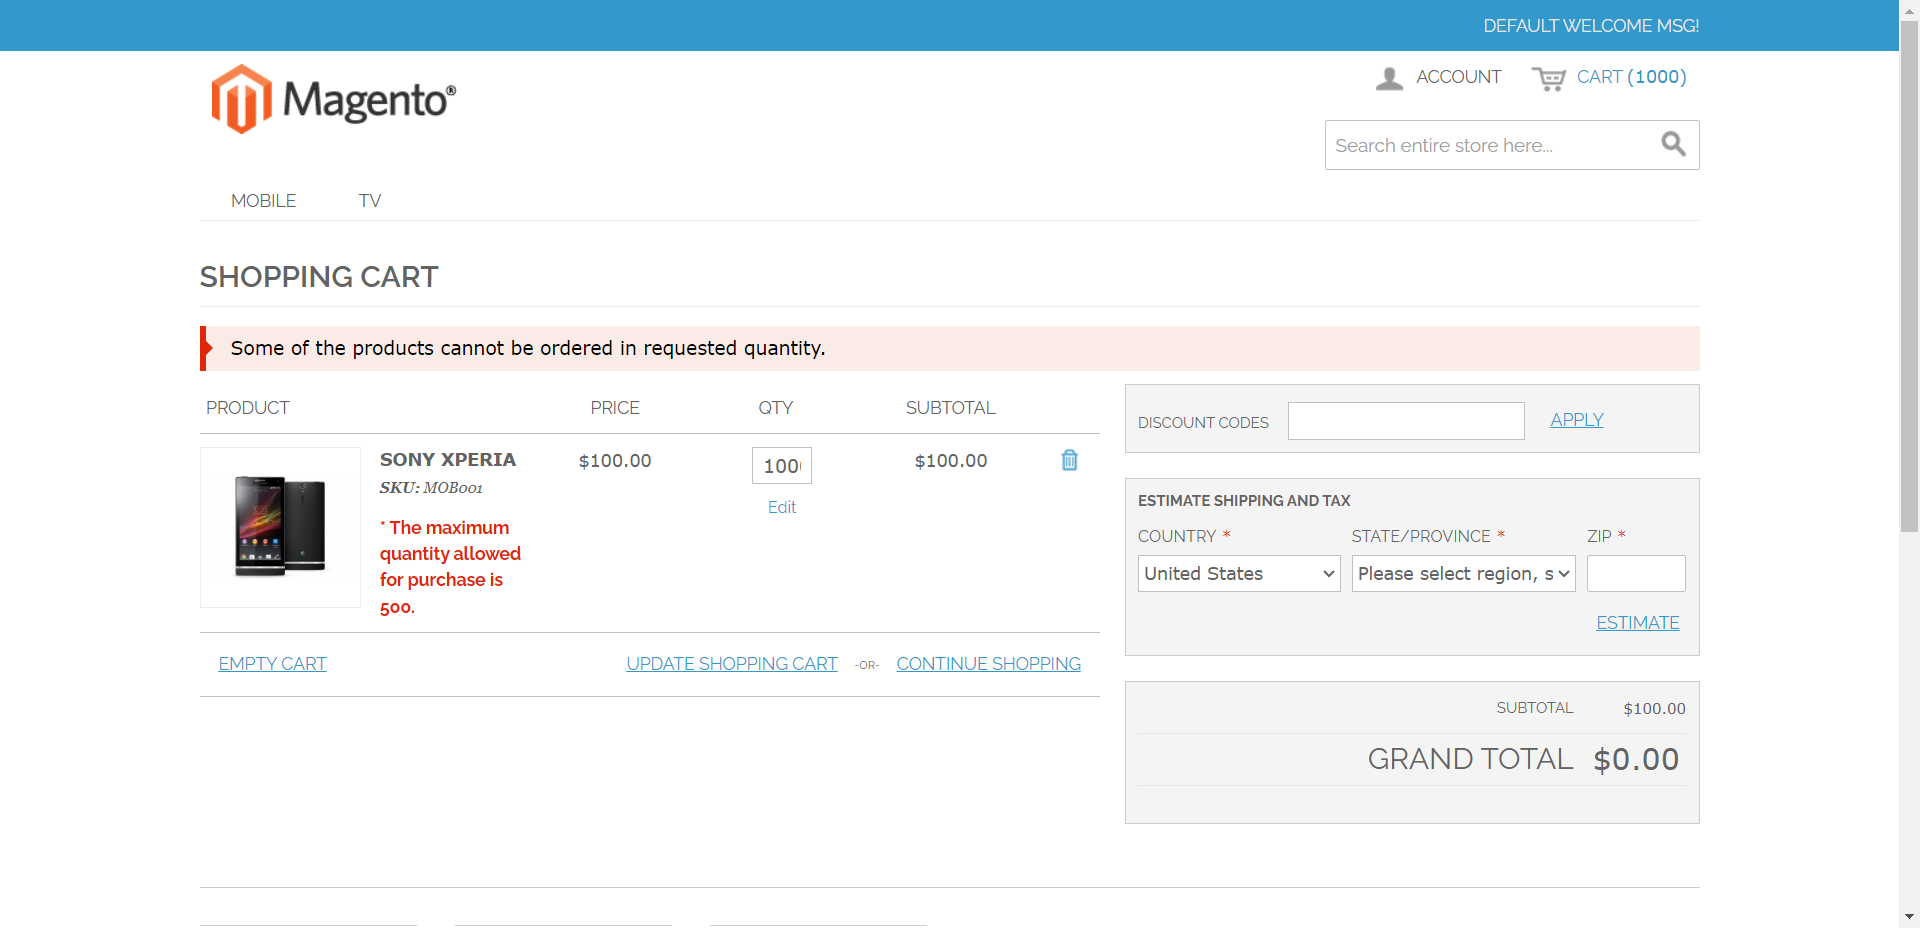 DEFAULT WELCOME MSG!
Magento®
ACCOUNT
CART (1000)
Search entire store here...
MOBILE
TV
SHOPPING CART
Some of the products cannot be ordered in requested quantity.
PRODUCT
PRICE
QTY
SUBTOTAL
SONY XPERIA
SKU: MOB001
* The maximum
quantity allowed
for purchase is
500.
$100.00
100
Edit
$100.00
EMPTY CART
UPDATE SHOPPING CART
-OR-
CONTINUE SHOPPING
DISCOUNT CODES
APPLY
ESTIMATE SHIPPING AND TAX
COUNTRY *
STATE/PROVINCE *
ZIP *
United States
Please select region, s
ESTIMATE
SUBTOTAL
$100.00
GRAND TOTAL
$0.00